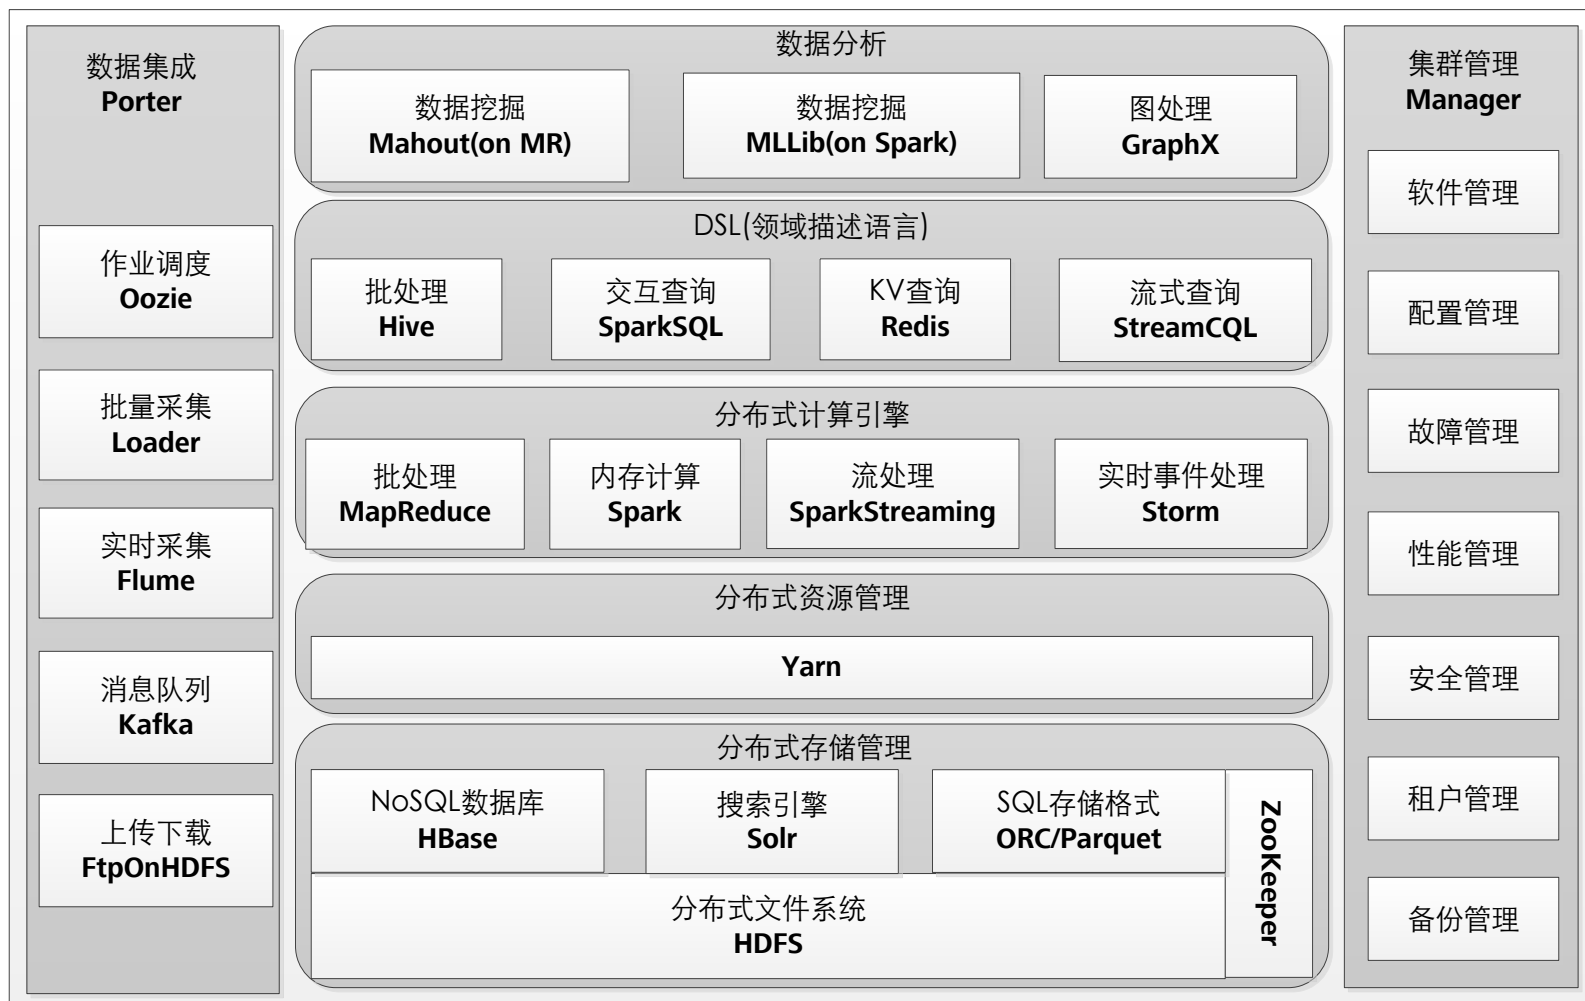 数据集成
Porter
作业调度
Oozie
批量采集
Loader
实时采集
Flume
消息队列
Kafka
上传下载
FtpOnHDFS
数据分析
数据挖掘
Mahout(on MR)
数据挖掘
MLLib(on Spark)
图处理
GraphX
DSL(领域描述语言)
批处理
Hive
交互查询
SparkSQL
KV查询
Redis
流式查询
StreamCQL
分布式计算引擎
批处理
MapReduce
内存计算
Spark
流处理
SparkStreaming
实时事件处理
Storm
分布式资源管理
Yarn
分布式存储管理
NoSQL数据库
HBase
搜索引擎
Solr
SQL存储格式
ORC/Parquet
分布式文件系统
HDFS
ZooKeeper
集群管理
Manager
软件管理
配置管理
故障管理
性能管理
安全管理
租户管理
备份管理